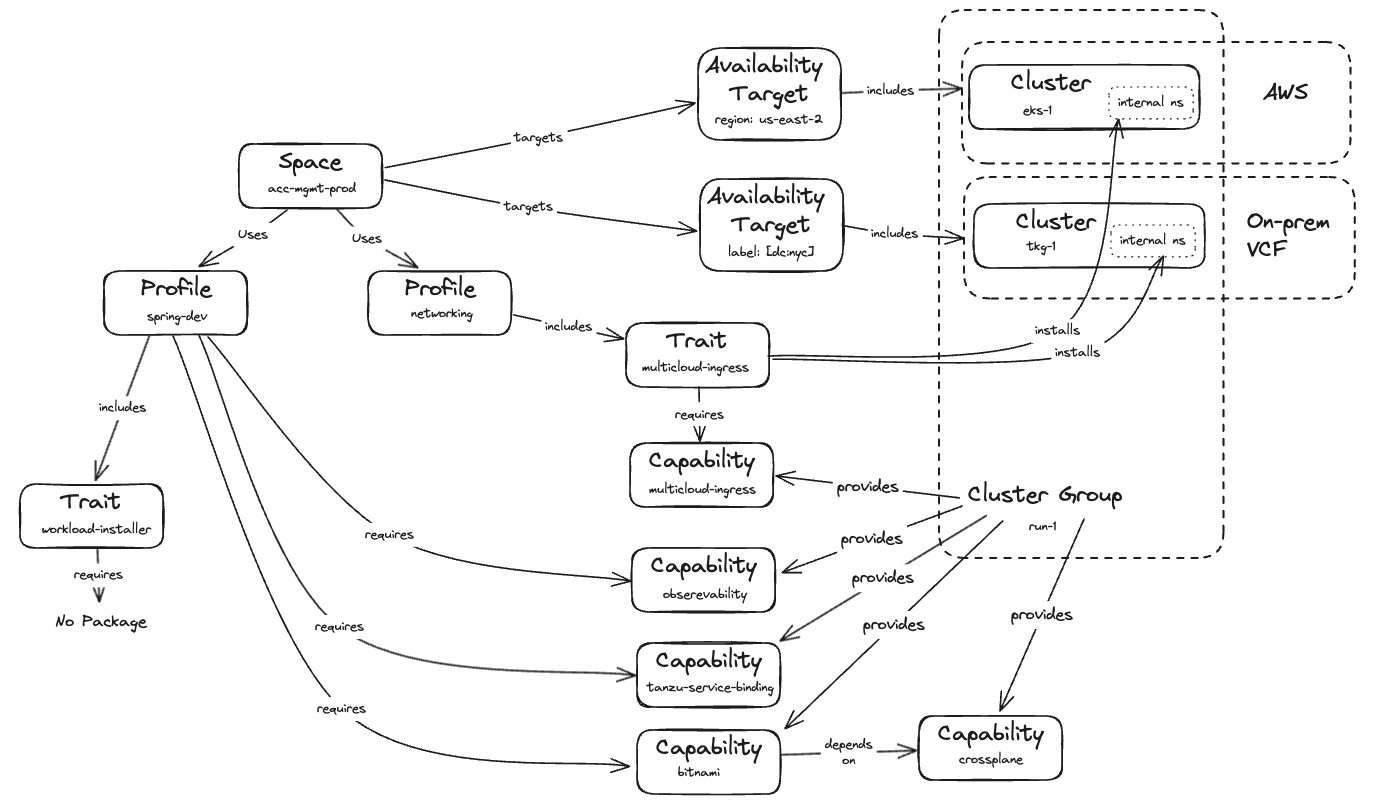 Availability
Target
region: us-east-2
includes
Cluster
eks-1
internal ns
AWS
targets
Space
acc-mgmt-prod
targets
Availability
Target
label: [dc:nyc]
includes
Cluster
tkg-1
internal ns
On-prem
VCF
Uses
Uses
Profile
spring-dev
Profile
networking
includes
Trait
multicloud-ingress
installs
installs
includes
requires
Capability
multicloud-ingress
provides
Cluster Group
run-1
Trait
workload-installer
requires
No Package
requires
provides
Capability
obserevability
provides
requires
provides
provides
Capability
tanzu-service-binding
requires
Capability
bitnami
depends
on
Capability
crossplane